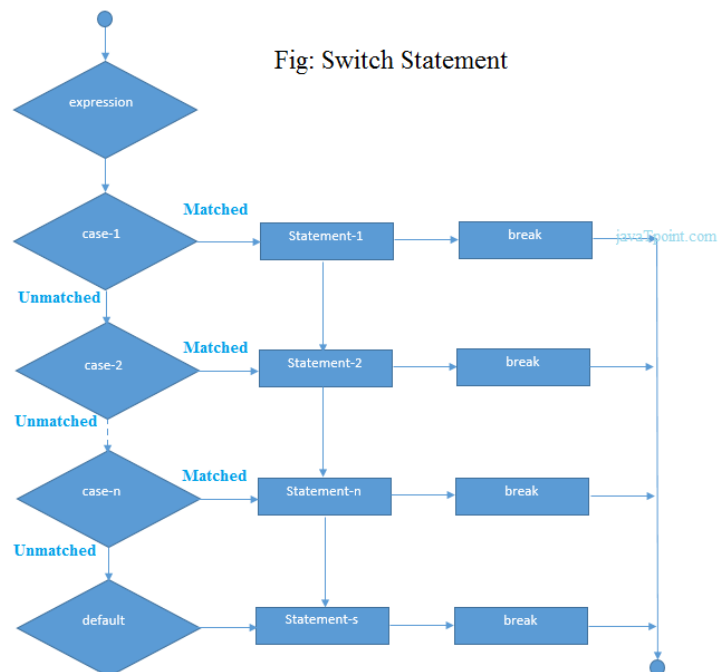 Fig: Switch Statement
expression
case-1
Matched
Statement-1
break
javaTpoint.com
Unmatched
case-2
Matched
Statement-2
break
Unmatched
case-n
Matched
Statement-n
break
Unmatched
default
Statement-s
break